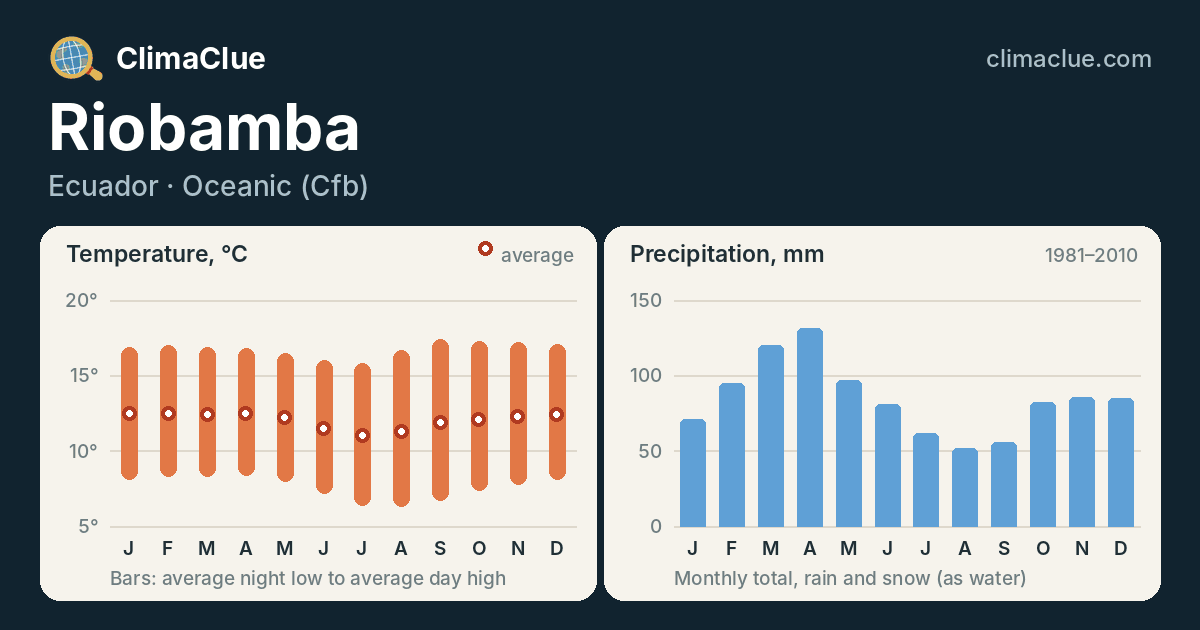 ClimaClue
climaclue.com
Riobamba
Ecuador · Oceanic (Cfb)
Temperature, °C
average
20°
15°
10°
5°
J F M A M J J A S O N D
Bars: average night low to average day high
Precipitation, mm
1981–2010
150
100
50
0
J F M A M J J A S O N D
Monthly total, rain and snow (as water)